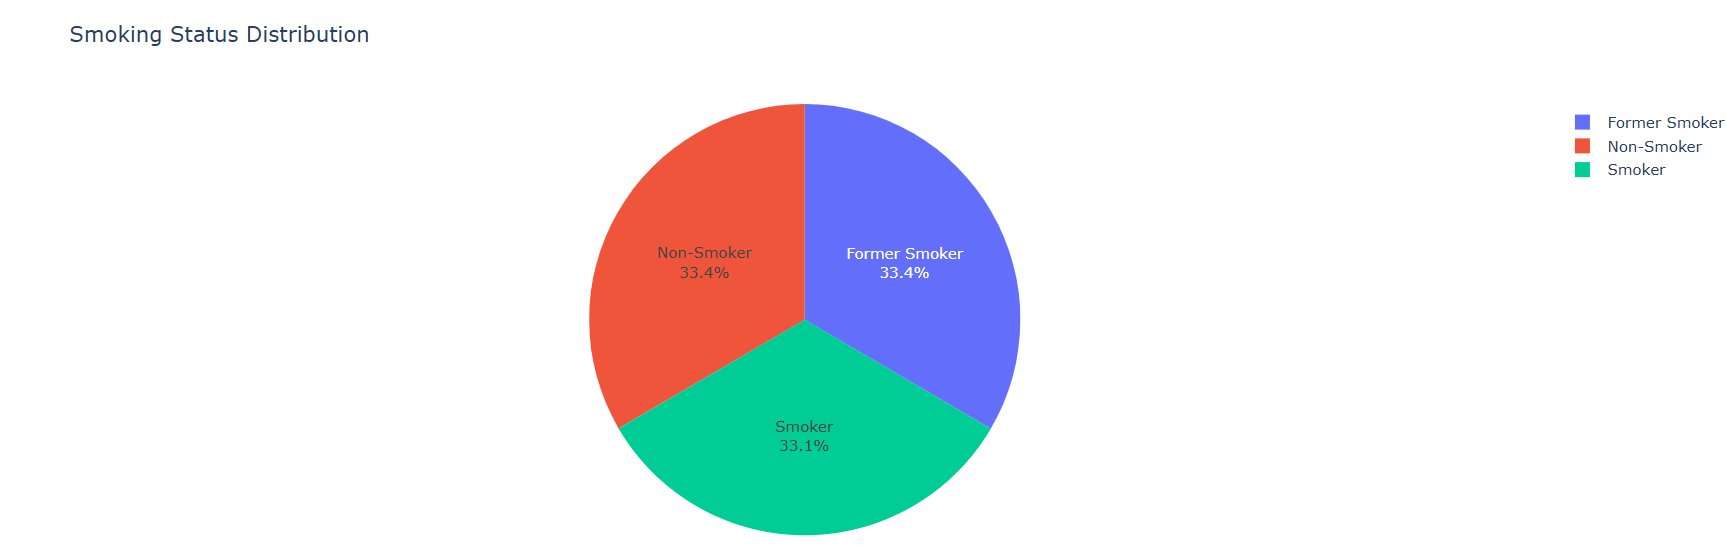 Smoking Status Distribution
Former Smoker
Non-Smoker
Smoker
Non-Smoker
33.4%
Former Smoker
33.4%
Smoker
33.1%